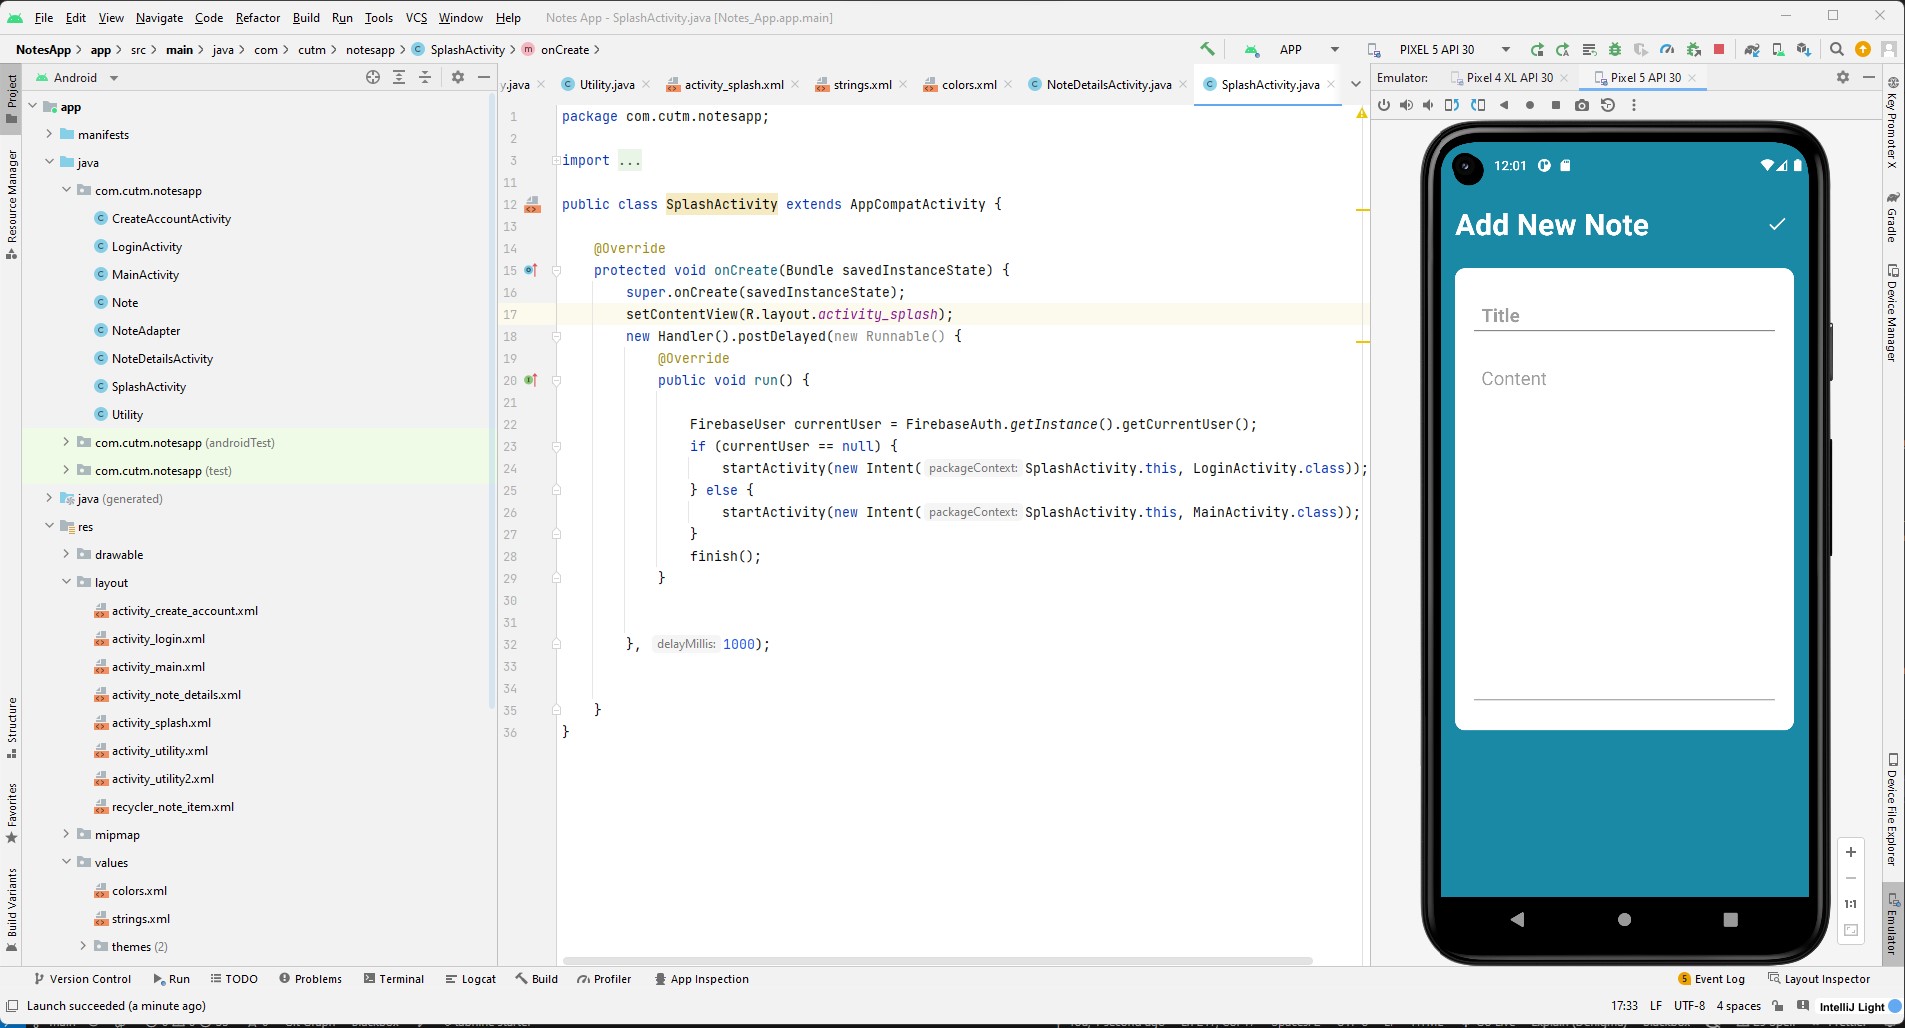 File Edit View Navigate Code Refactor Build Run Tools VCS Window Help Notes App - SplashActivity.java [Notes_App.app.main]
NotesApp app src main java com cutm notesapp SplashActivity onCreate APP PIXEL 5 API 30
Project
Resource Manager
Structure
Favorites
Build Variants
Android
app
manifests
java
com.cutm.notesapp
CreateAccountActivity
LoginActivity
MainActivity
Note
NoteAdapter
NoteDetailsActivity
SplashActivity
Utility
com.cutm.notesapp (androidTest)
com.cutm.notesapp (test)
java (generated)
res
drawable
layout
activity_create_account.xml
activity_login.xml
activity_main.xml
activity_note_details.xml
activity_splash.xml
activity_utility.xml
activity_utility2.xml
recycler_note_item.xml
mipmap
values
colors.xml
strings.xml
themes (2)
y.java Utility.java activity_splash.xml strings.xml colors.xml NoteDetailsActivity.java SplashActivity.java
1 package com.cutm.notesapp;
2
3 import ...
11
12 public class SplashActivity extends AppCompatActivity {
13
14 @Override
15 protected void onCreate(Bundle savedInstanceState) {
16 super.onCreate(savedInstanceState);
17 setContentView(R.layout.activity_splash);
18 new Handler().postDelayed(new Runnable() {
19 @Override
20 public void run() {
21
22 FirebaseUser currentUser = FirebaseAuth.getInstance().getCurrentUser();
23 if (currentUser == null) {
24 startActivity(new Intent( packageContext: SplashActivity.this, LoginActivity.class));
25 } else {
26 startActivity(new Intent( packageContext: SplashActivity.this, MainActivity.class));
27 }
28 finish();
29 }
30
31
32 }, delayMillis: 1000);
33
34
35 }
36 }
Emulator: Pixel 4 XL API 30 Pixel 5 API 30
12:01
Add New Note
Title
Content
1:1
Key Promoter X
Gradle
Device Manager
Device File Explorer
Emulator
Version Control Run TODO Problems Terminal Logcat Build Profiler App Inspection 5 Event Log Layout Inspector
Launch succeeded (a minute ago) 17:33 LF UTF-8 4 spaces IntelliJ Light